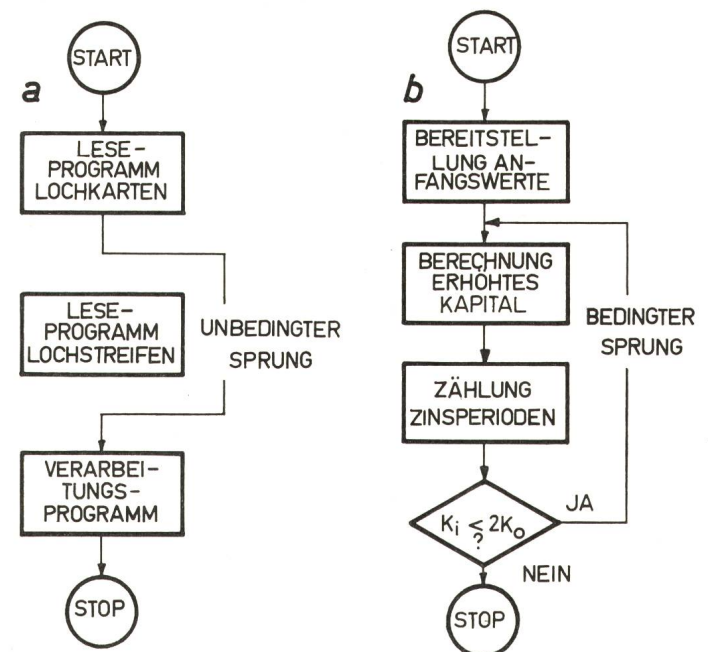 a
START
LESE-
PROGRAMM
LOCHKARTEN
LESE-
PROGRAMM
LOCHSTREIFEN
UNBEDINGTER
SPRUNG
VERARBEI-
TUNGS-
PROGRAMM
STOP
b
START
BEREITSTEL-
LUNG AN-
FANGSWERTE
BERECHNUNG
ERHÖHTES
KAPITAL
BEDINGTER
SPRUNG
ZÄHLUNG
ZINSPERIODEN
Ki ≤ 2Ko
?
JA
NEIN
STOP